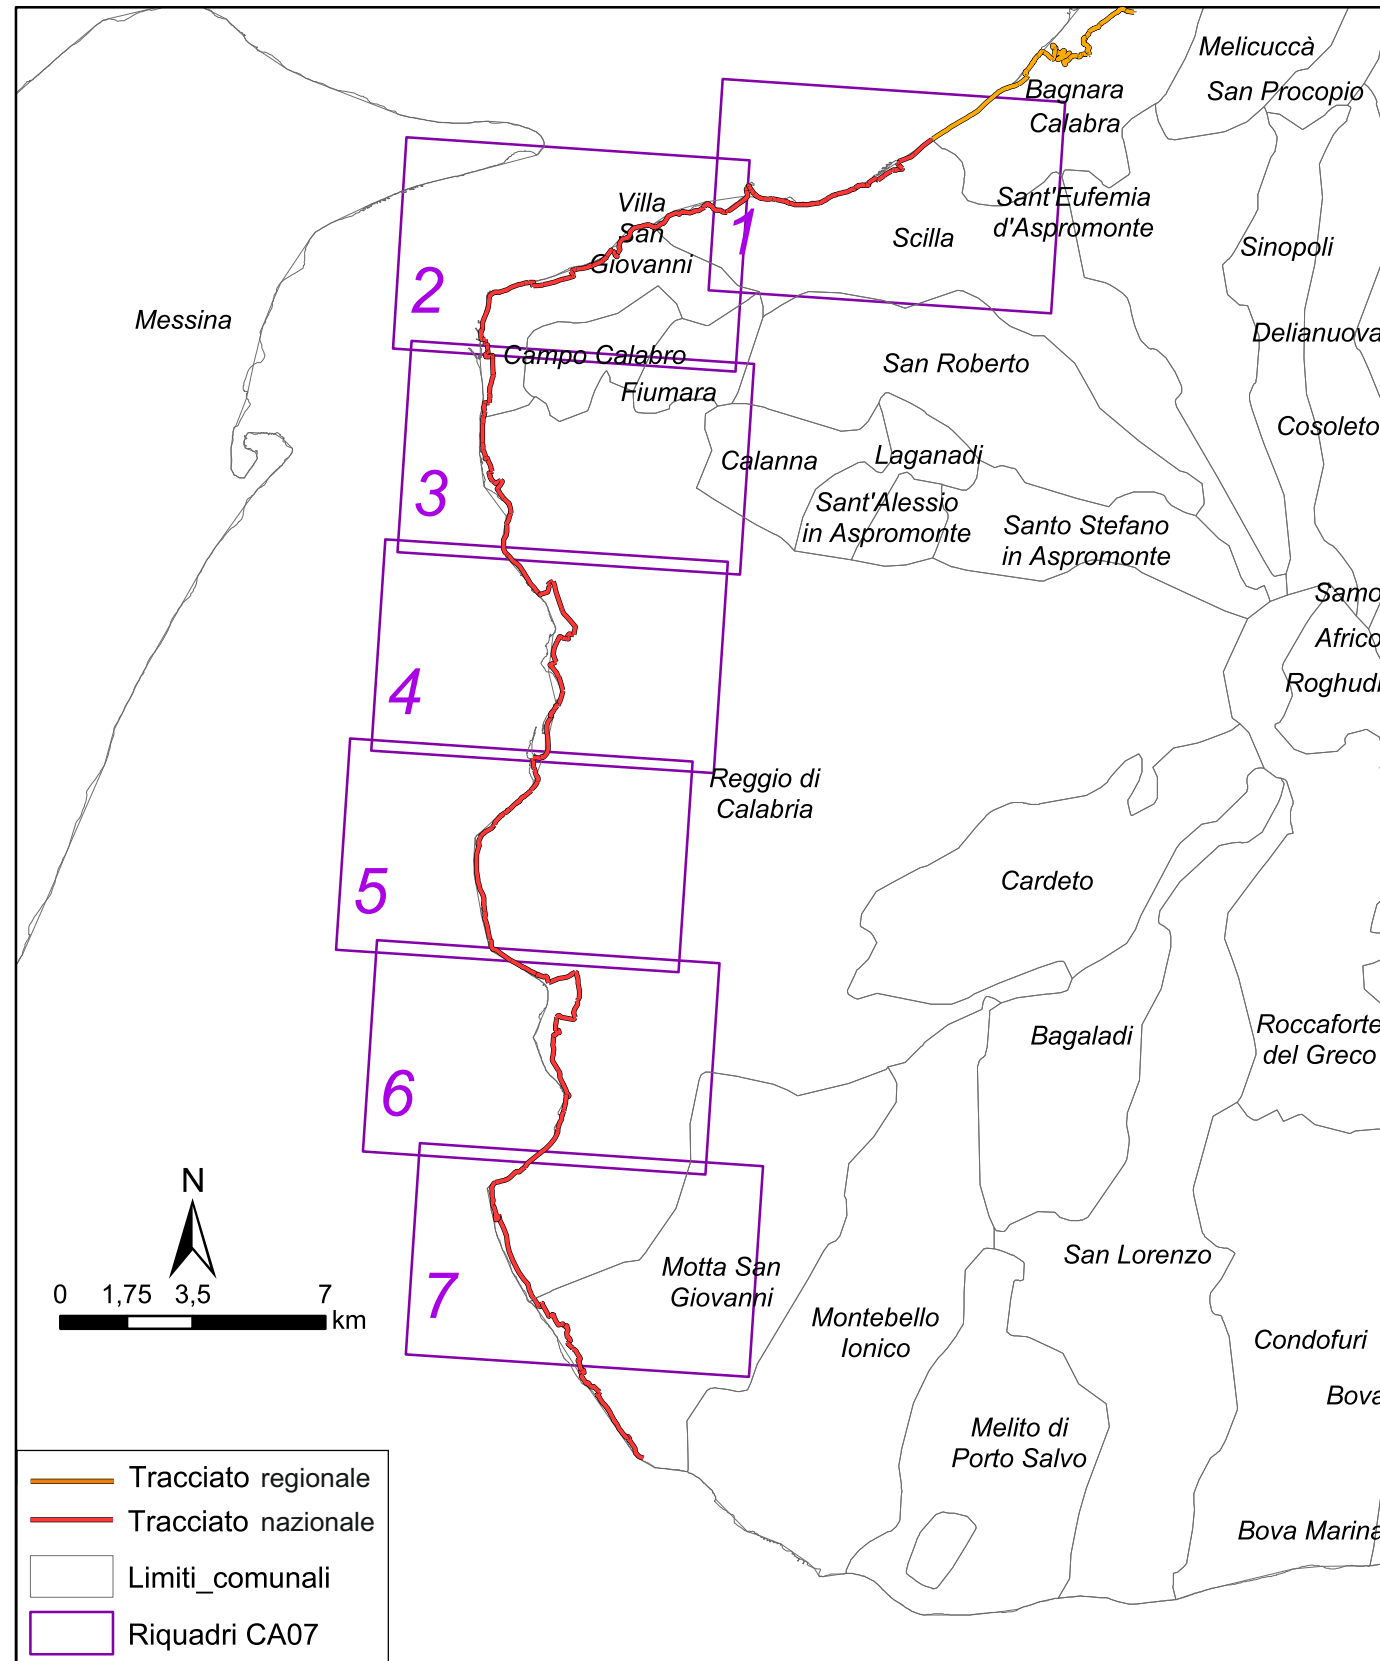 Melicuccà
San Procopio
Bagnara
Calabra
Sant'Eufemia
d'Aspromonte
Villa
San
Giovanni
1
Scilla
Sinopoli
2
Messina
Delianuova
Campo Calabro
San Roberto
Fiumara
Cosoleto
Calanna
Laganadi
3
Sant'Alessio
in Aspromonte
Santo Stefano
in Aspromonte
Samo
Africo
Roghudi
4
Reggio di
Calabria
5
Cardeto
Roccaforte
del Greco
Bagaladi
6
N
San Lorenzo
Motta San
Giovanni
7
0 1,75 3,5 7
km
Montebello
Ionico
Condofuri
Bova
Melito di
Porto Salvo
Bova Marina
Tracciato regionale
Tracciato nazionale
Limiti_comunali
Riquadri CA07